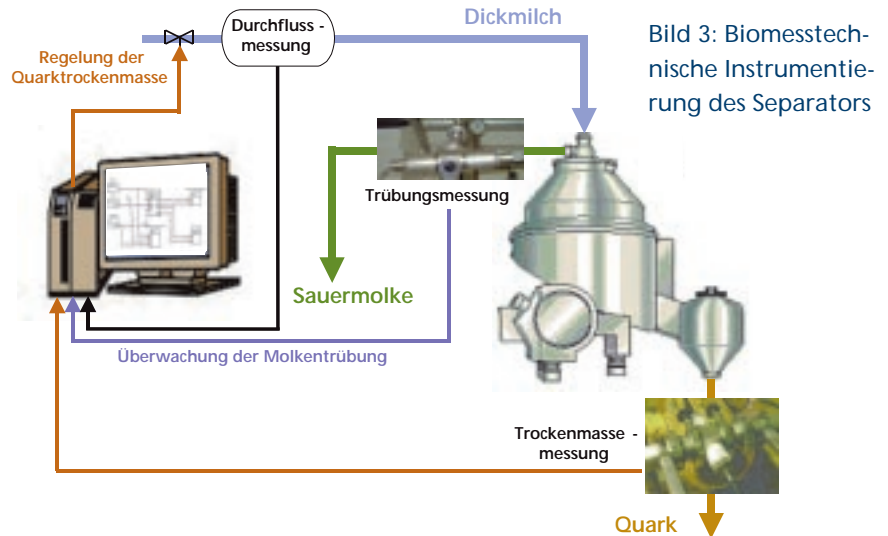 Dickmilch
Durchfluss -
messung
Bild 3: Biomesstech-
nische Instrumentie-
rung des Separators
Regelung der
Quarktrockenmasse
Trübungsmessung
Sauermolke
Überwachung der Molkentrübung
Trockenmasse -
messung
Quark